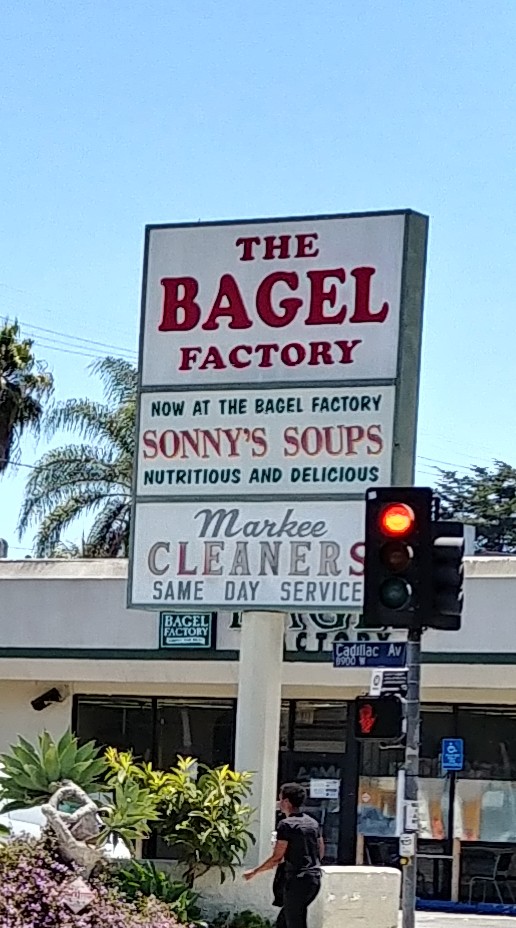 THE
BAGEL
FACTORY
NOW AT THE BAGEL FACTORY
SONNY'S SOUPS
NUTRITIOUS AND DELICIOUS
Markee
CLEANERS
SAME DAY SERVICE
BAGEL
FACTORY
Cadillac Av
8900 W